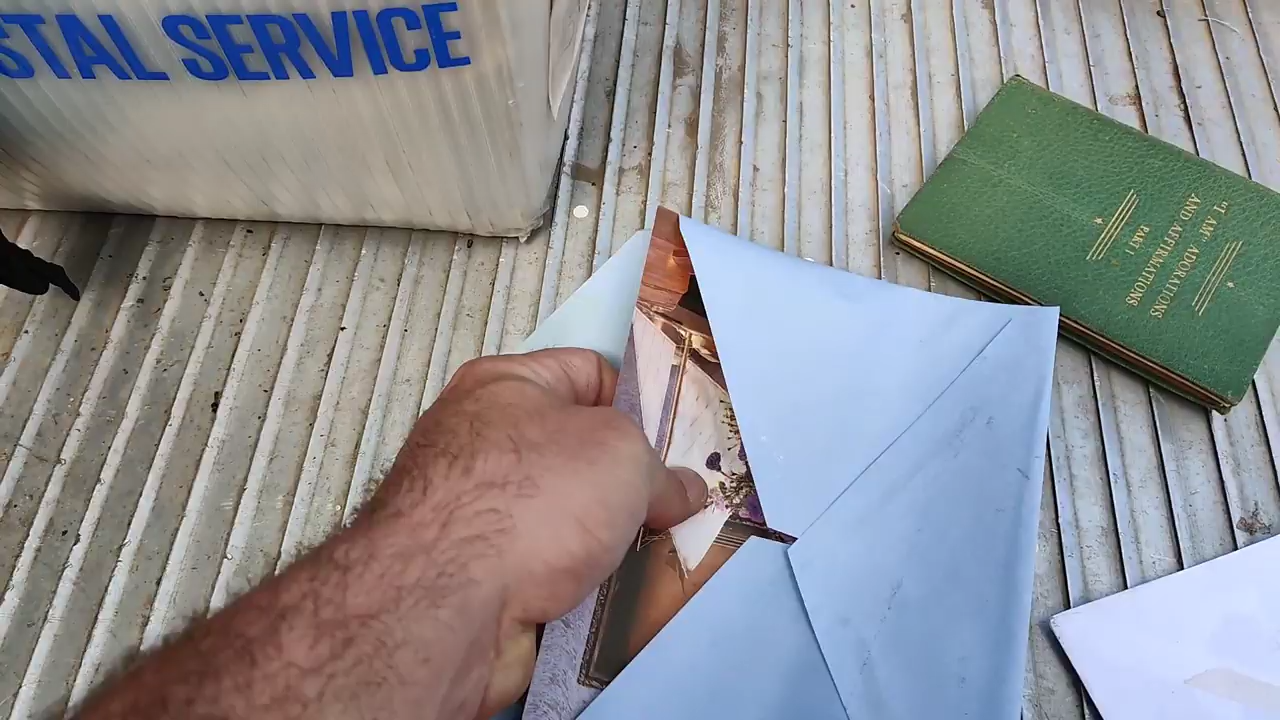 STAL SERVICE
"I AM" ADORATIONS
AND AFFIRMATIONS
PART I